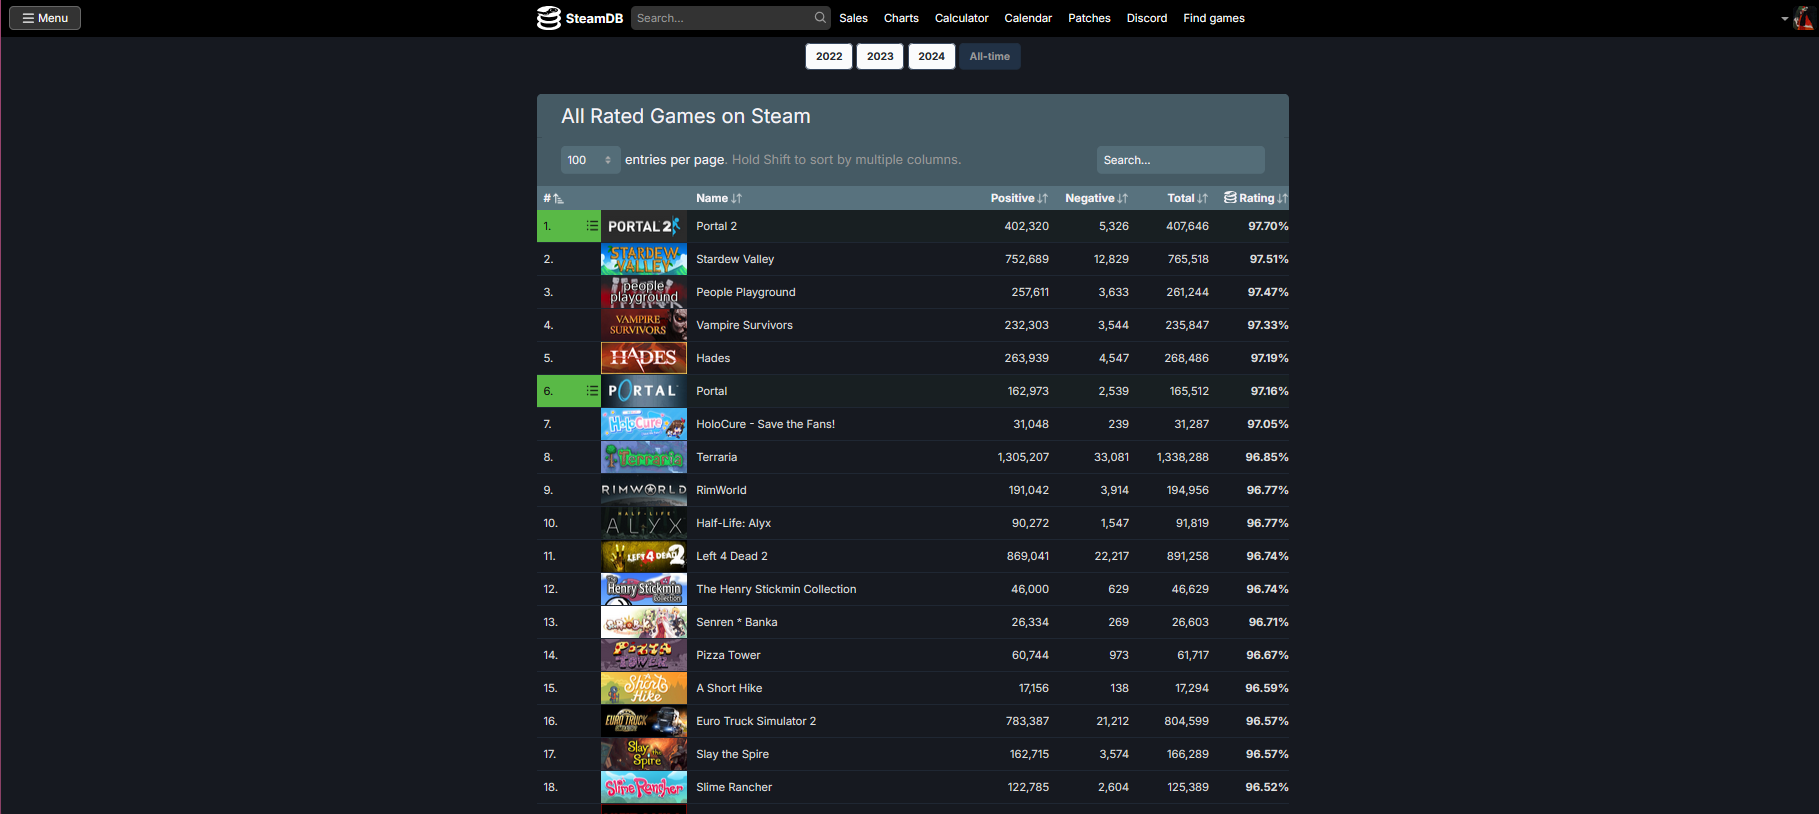 Menu SteamDB Search... Sales Charts Calculator Calendar Patches Discord Find games
2022 2023 2024 All-time
All Rated Games on Steam
100 entries per page. Hold Shift to sort by multiple columns. Search...
# Name Positive Negative Total Rating
1. PORTAL 2 Portal 2 402,320 5,326 407,646 97.70%
2. STARDEW VALLEY Stardew Valley 752,689 12,829 765,518 97.51%
3. people playground People Playground 257,611 3,633 261,244 97.47%
4. VAMPIRE SURVIVORS Vampire Survivors 232,303 3,544 235,847 97.33%
5. HADES Hades 263,939 4,547 268,486 97.19%
6. PORTAL Portal 162,973 2,539 165,512 97.16%
7. HoloCure HoloCure - Save the Fans! 31,048 239 31,287 97.05%
8. Terraria Terraria 1,305,207 33,081 1,338,288 96.85%
9. RIMWORLD RimWorld 191,042 3,914 194,956 96.77%
10. HALF-LIFE ALYX Half-Life: Alyx 90,272 1,547 91,819 96.77%
11. LEFT 4 DEAD 2 Left 4 Dead 2 869,041 22,217 891,258 96.74%
12. The Henry Stickmin Collection The Henry Stickmin Collection 46,000 629 46,629 96.74%
13. Senren * Banka 26,334 269 26,603 96.71%
14. PIZZA TOWER Pizza Tower 60,744 973 61,717 96.67%
15. A Short Hike A Short Hike 17,156 138 17,294 96.59%
16. EURO TRUCK Euro Truck Simulator 2 783,387 21,212 804,599 96.57%
17. Slay the Spire Slay the Spire 162,715 3,574 166,289 96.57%
18. Slime Rancher Slime Rancher 122,785 2,604 125,389 96.52%